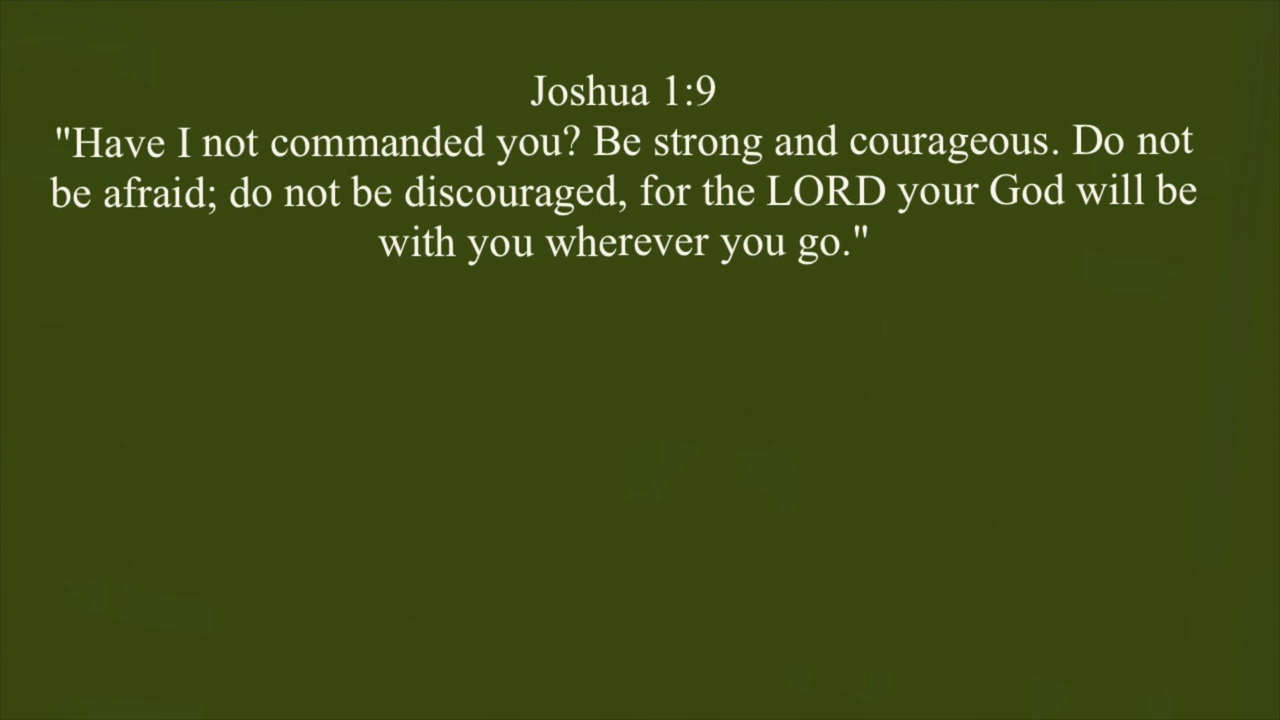 Joshua 1:9
"Have I not commanded you? Be strong and courageous. Do not
be afraid; do not be discouraged, for the LORD your God will be
with you wherever you go."